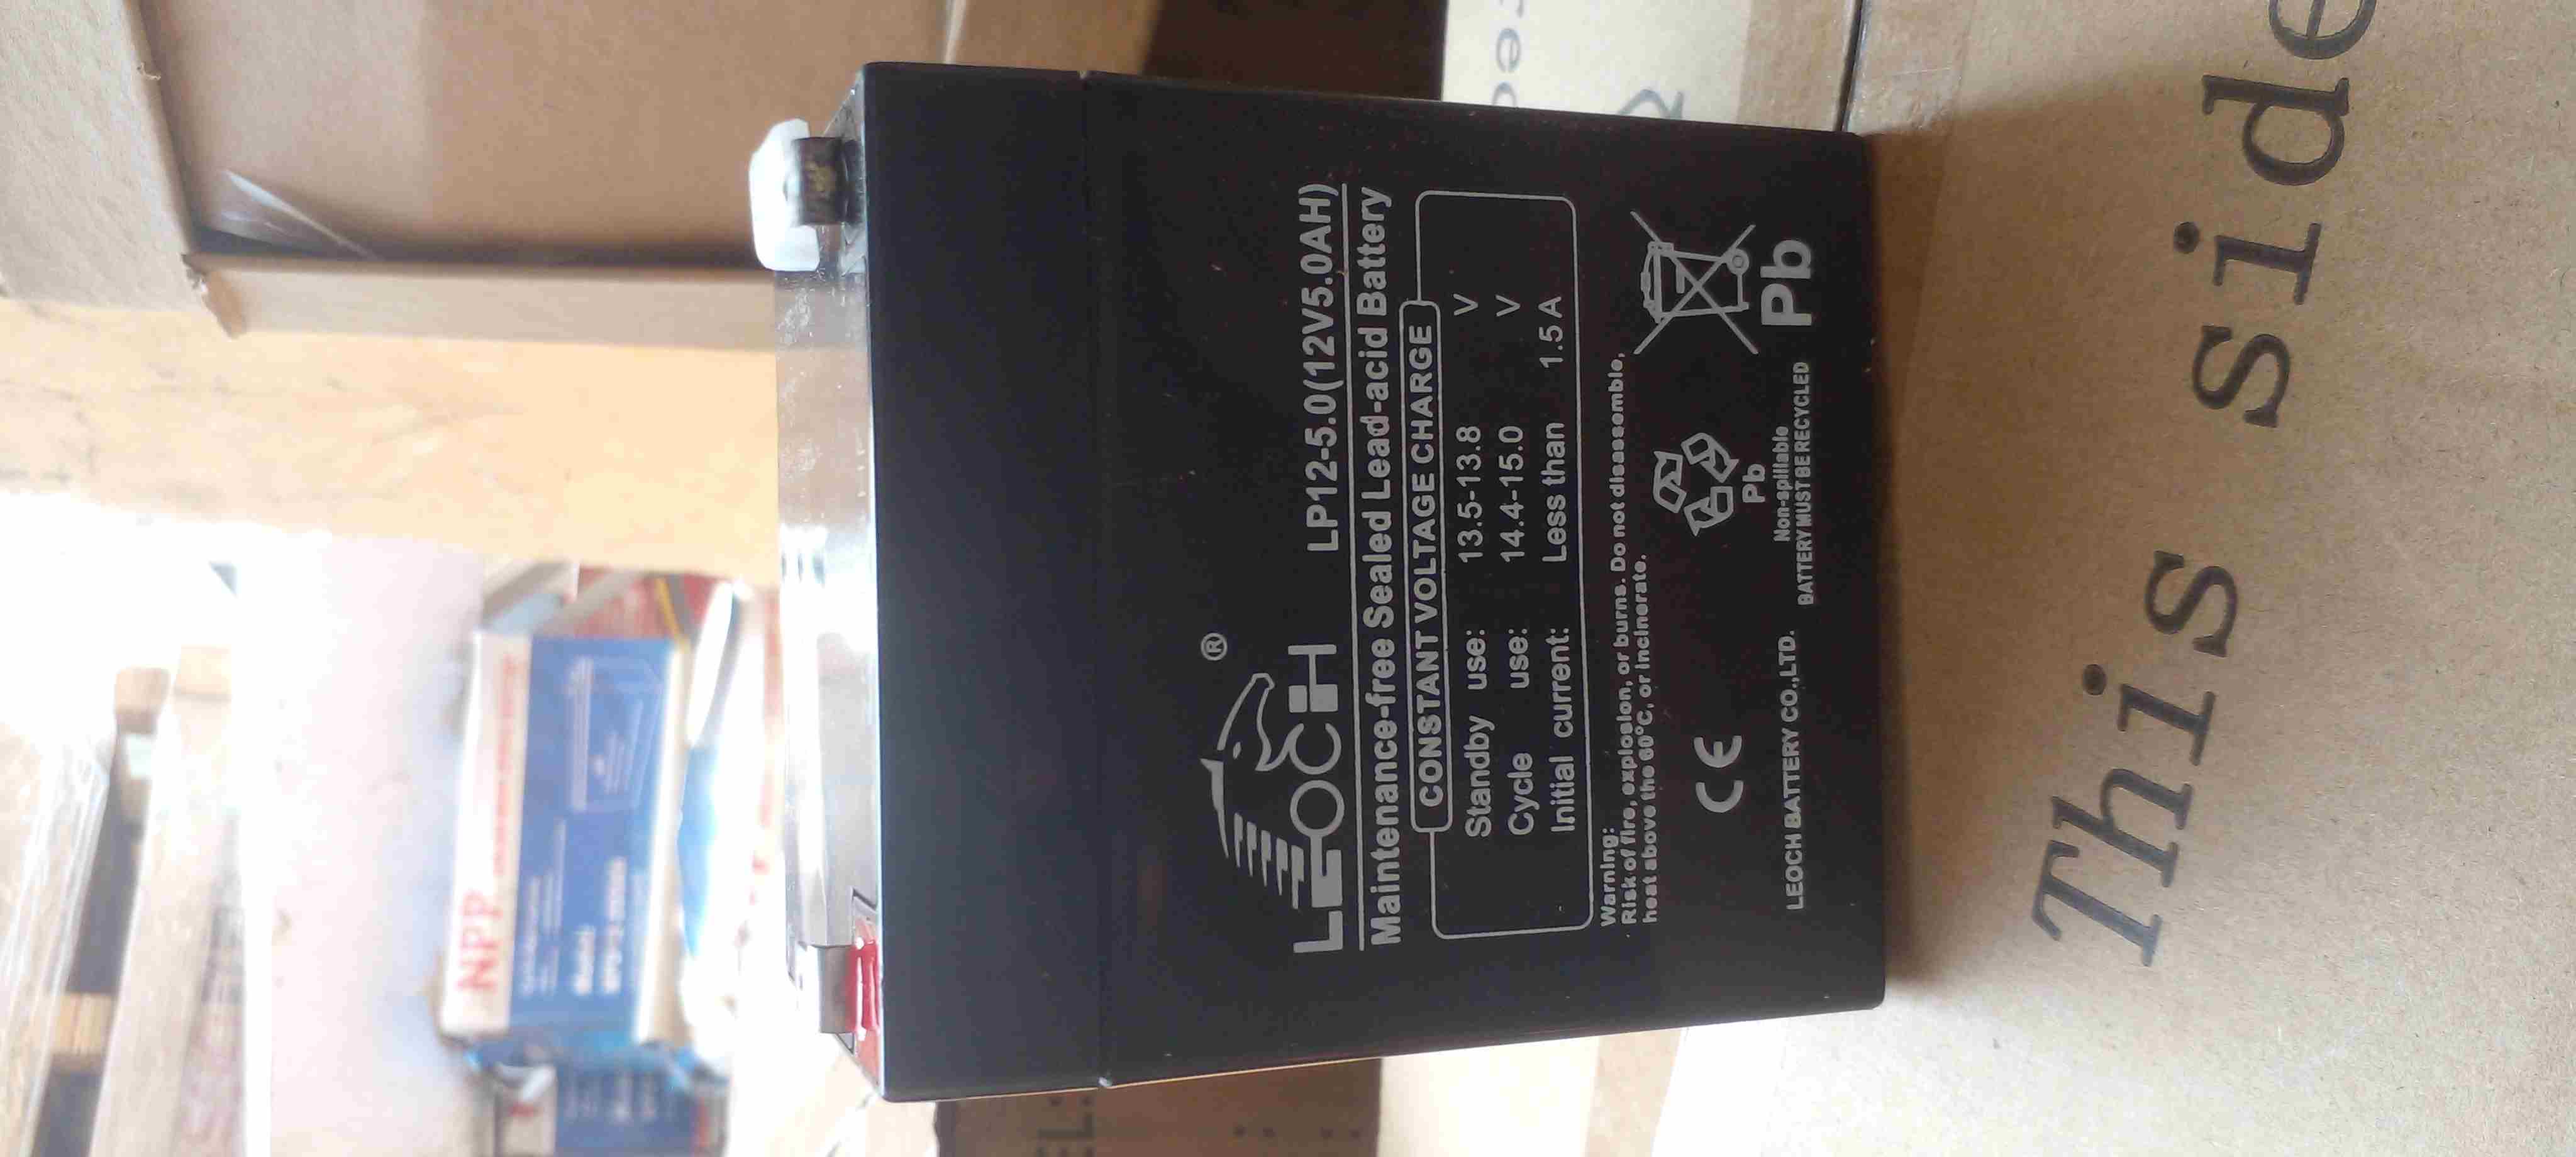 LEOCH®
LP12-5.0(12V5.0AH)
Maintenance-free Sealed Lead-acid Battery
CONSTANT VOLTAGE CHARGE
Standby use: 13.5-13.8 V
Cycle use: 14.4-15.0 V
Initial current: Less than 1.5 A
Warning:
Risk of fire, explosion, or burns. Do not disassemble,
heat above the 60°C, or incinerate.
CE
Pb
Pb
Non-spillable
LEOCH BATTERY CO.,LTD.
BATTERY MUST BE RECYCLED
This side
NPP